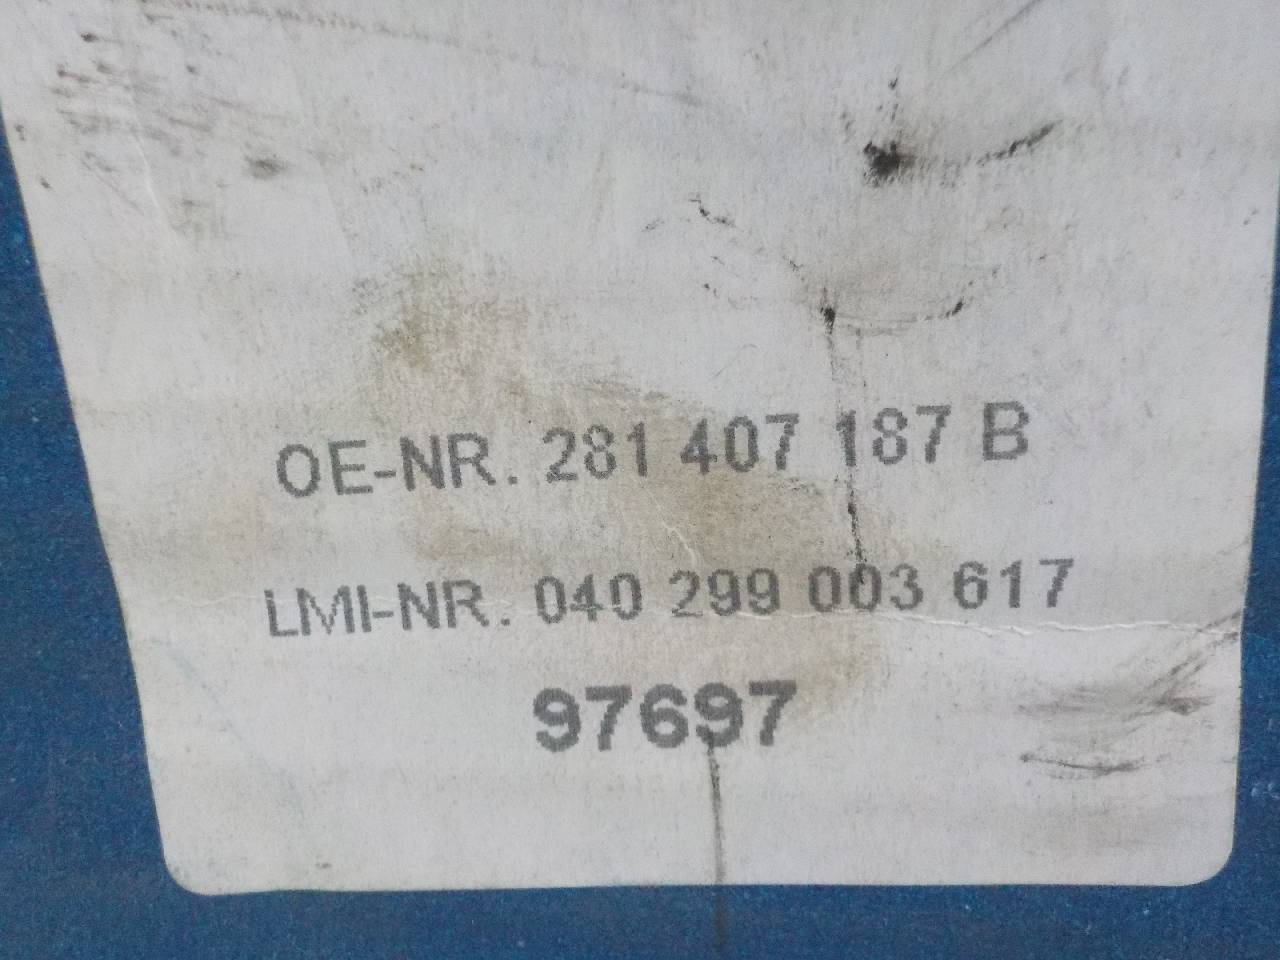 OE-NR. 281 407 187 B
LMI-NR. 040 299 003 617
97697